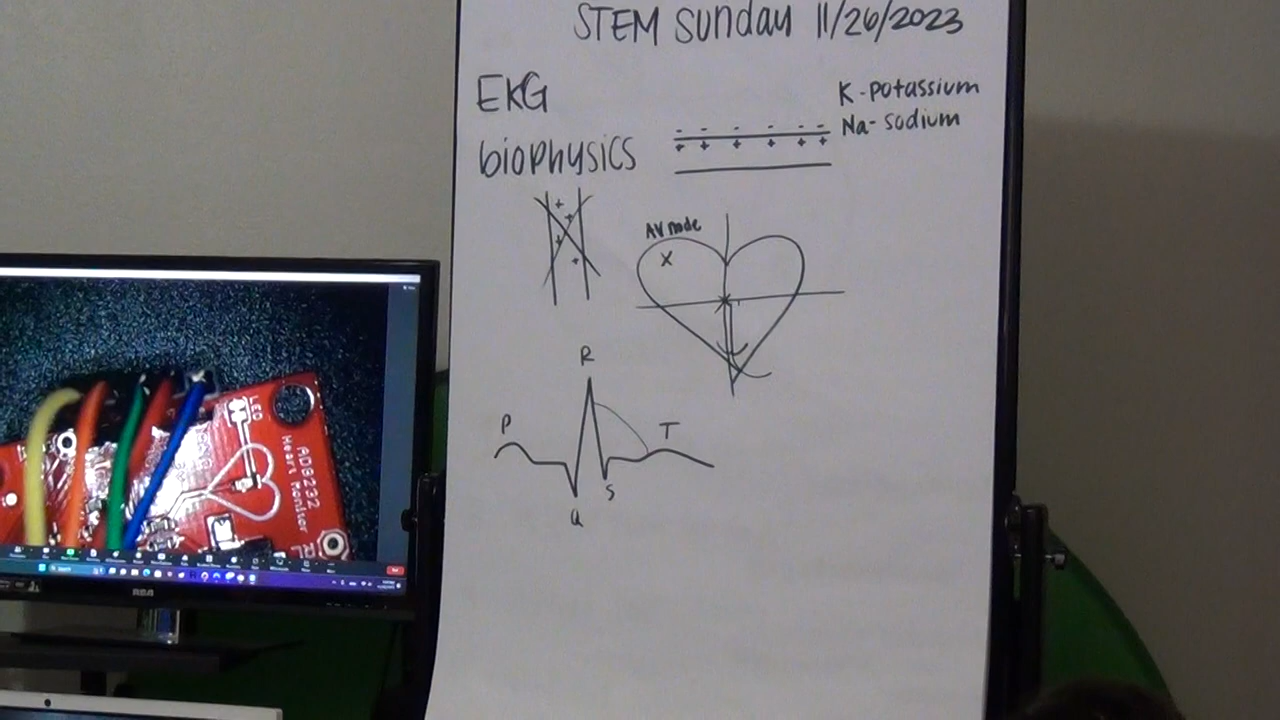 STEM Sunday 11/26/2023
EKG
biophysics
K - potassium
Na - sodium
- - - - - -
+ + + + + +
+ + + +
AV node
X
R
P
T
S
Q
LED
AD8232
Heart Monitor
RCA